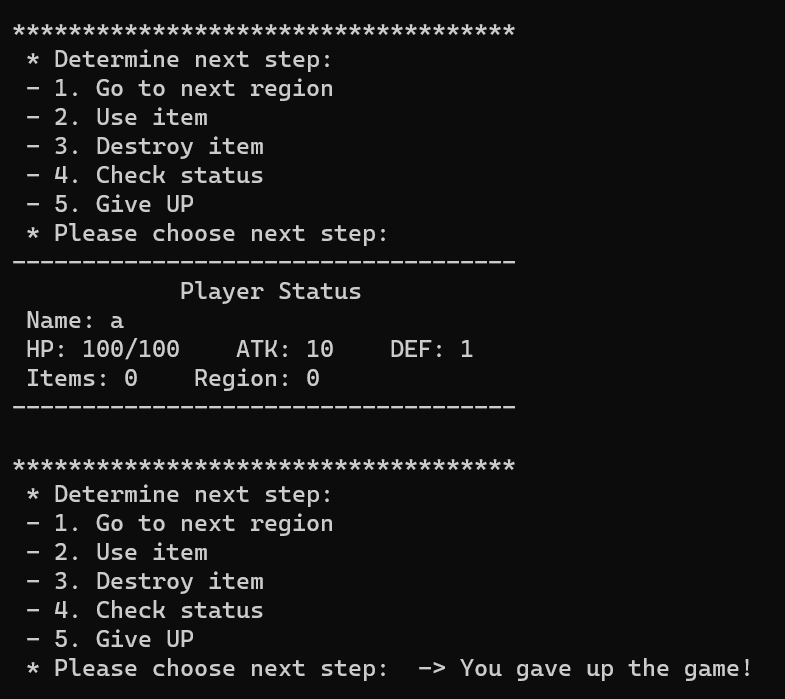 ************************************
* Determine next step:
- 1. Go to next region
- 2. Use item
- 3. Destroy item
- 4. Check status
- 5. Give UP
* Please choose next step:
------------------------------------
Player Status
Name: a
HP: 100/100    ATK: 10    DEF: 1
Items: 0    Region: 0
------------------------------------
************************************
* Determine next step:
- 1. Go to next region
- 2. Use item
- 3. Destroy item
- 4. Check status
- 5. Give UP
* Please choose next step:  -> You gave up the game!